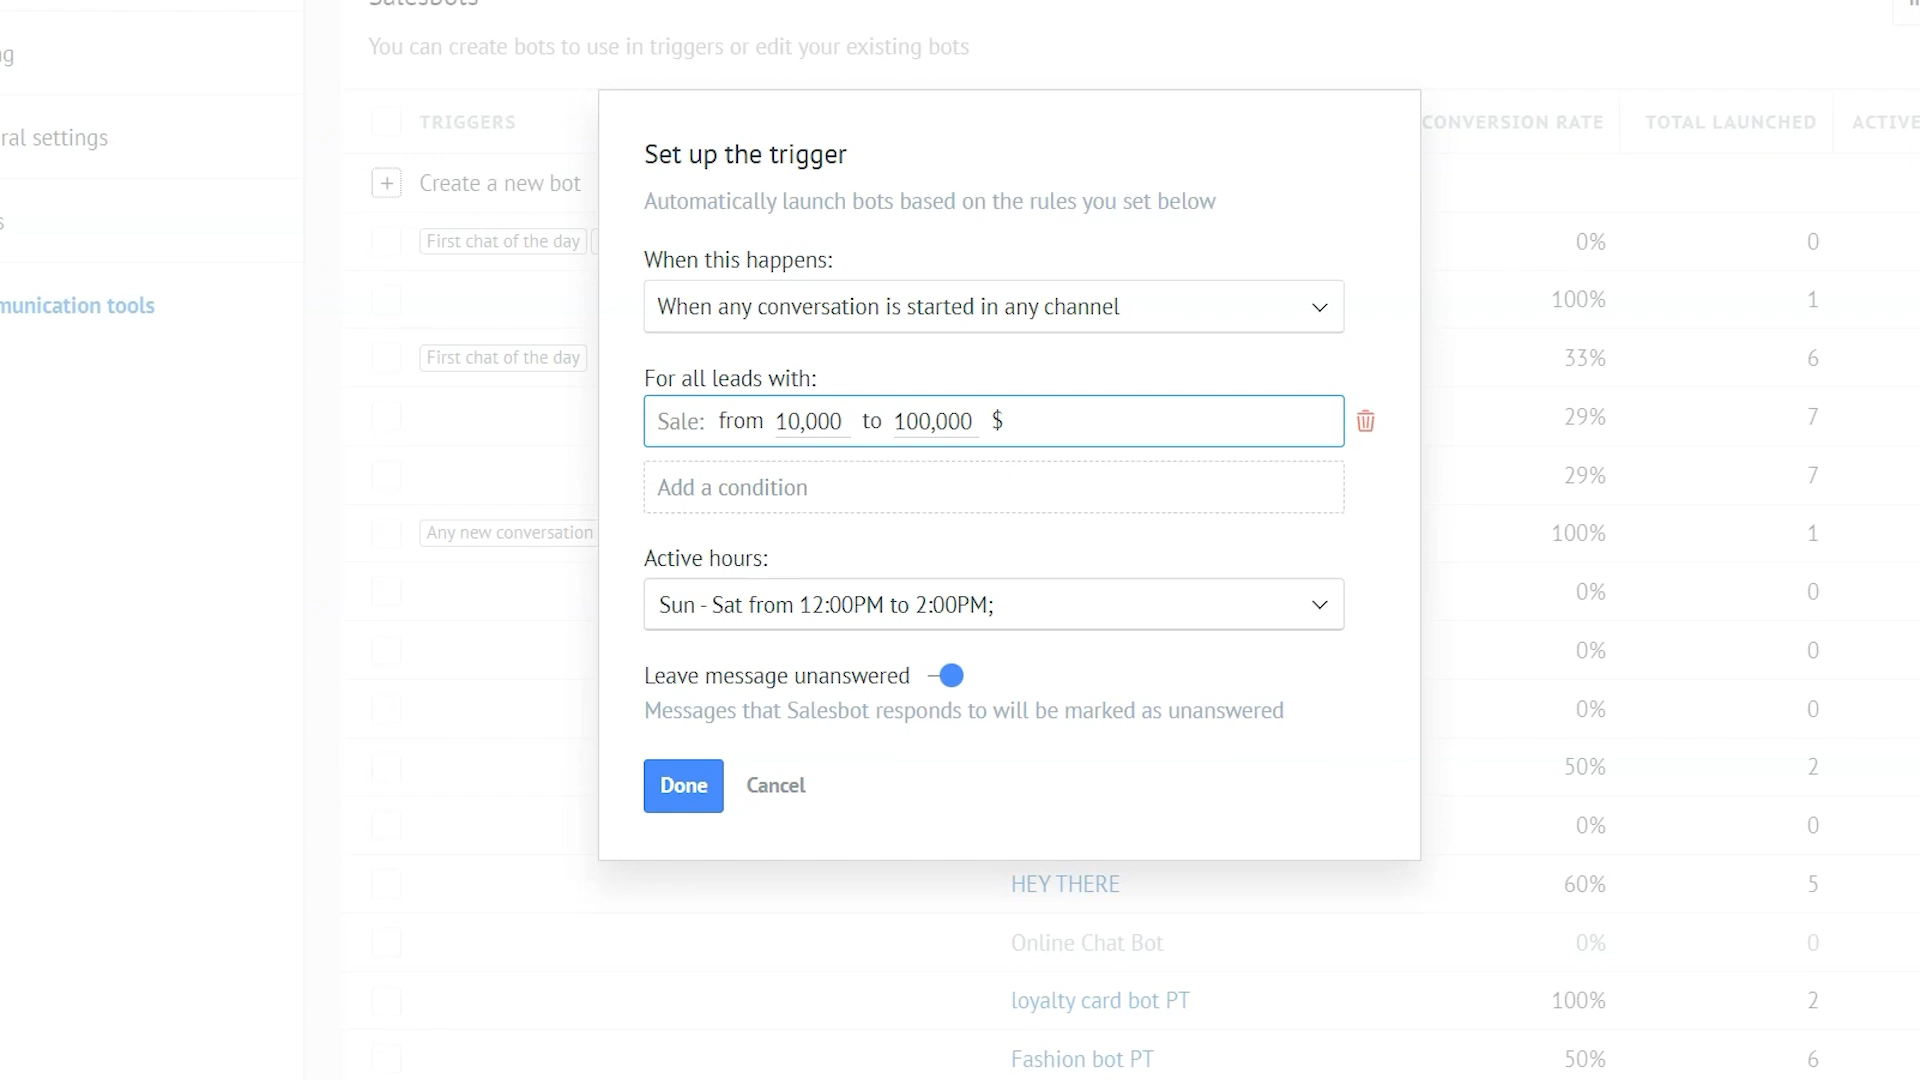 You can create bots to use in triggers or edit your existing bots
ral settings
munication tools
TRIGGERS
CONVERSION RATE
TOTAL LAUNCHED
ACTIVE
Create a new bot
First chat of the day
0% 0
100% 1
First chat of the day
33% 6
29% 7
29% 7
Any new conversation
100% 1
0% 0
0% 0
0% 0
50% 2
0% 0
HEY THERE 60% 5
Online Chat Bot 0% 0
loyalty card bot PT 100% 2
Fashion bot PT 50% 6
Set up the trigger
Automatically launch bots based on the rules you set below
When this happens:
When any conversation is started in any channel
For all leads with:
Sale: from 10,000 to 100,000 $
Add a condition
Active hours:
Sun - Sat from 12:00PM to 2:00PM;
Leave message unanswered
Messages that Salesbot responds to will be marked as unanswered
Done Cancel